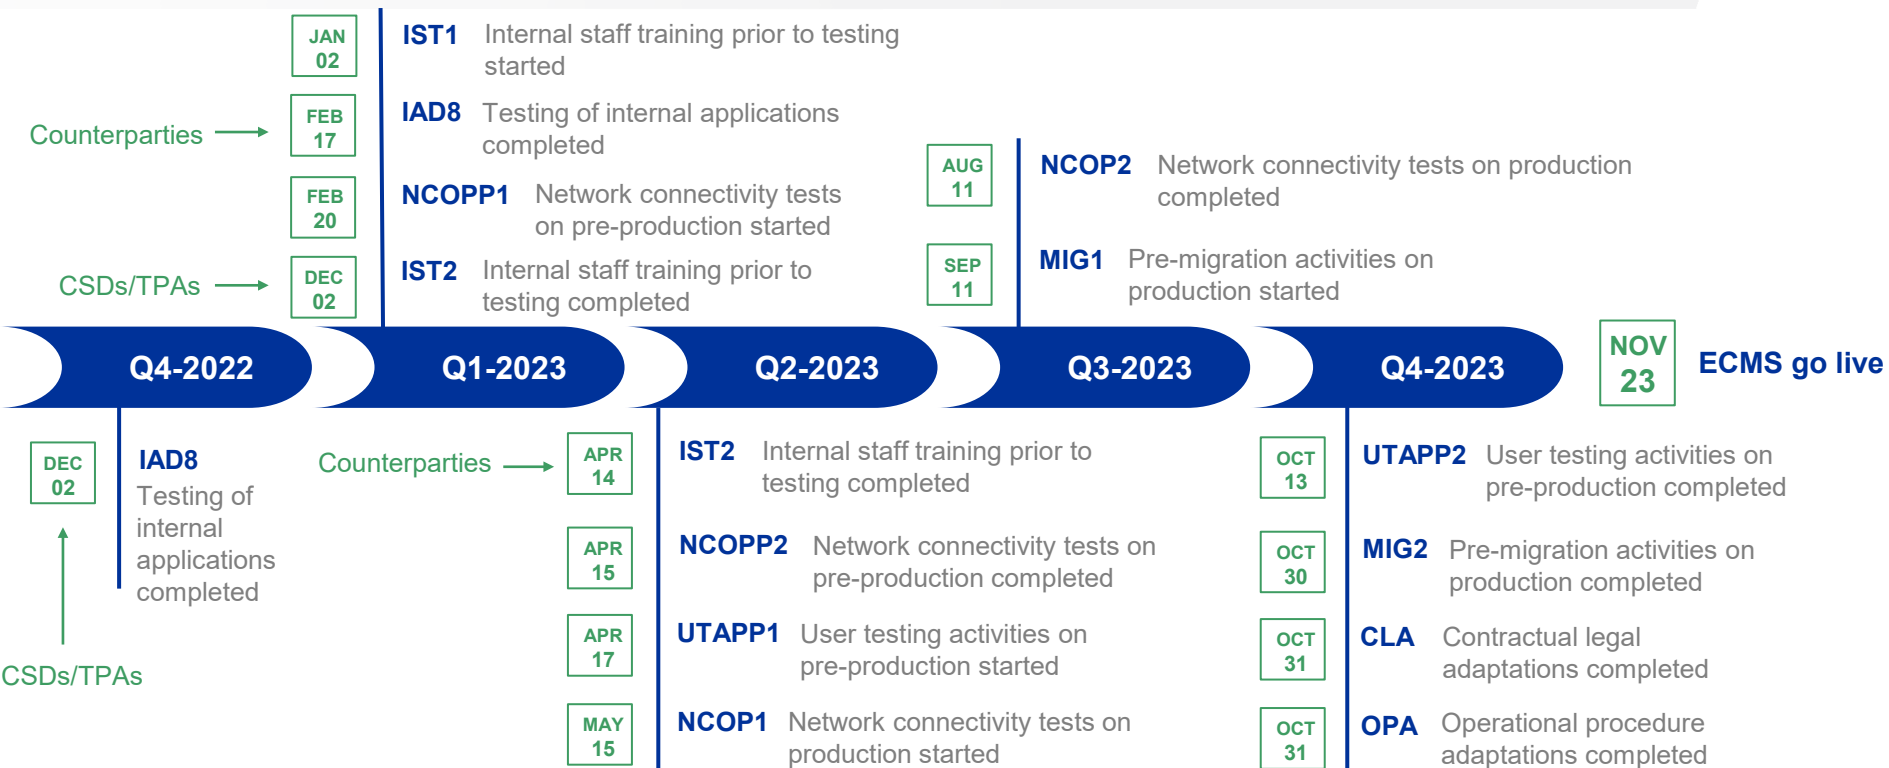 JAN
02
IST1 Internal staff training prior to testing
started
Counterparties
FEB
17
IAD8 Testing of internal applications
completed
FEB
20
NCOPP1 Network connectivity tests
on pre-production started
CSDs/TPAs
DEC
02
IST2 Internal staff training prior to
testing completed
AUG
11
NCOP2 Network connectivity tests on production
completed
SEP
11
MIG1 Pre-migration activities on
production started
Q4-2022 Q1-2023 Q2-2023 Q3-2023 Q4-2023
NOV
23
ECMS go live
DEC
02
IAD8
Testing of
internal
applications
completed
CSDs/TPAs
Counterparties
APR
14
IST2 Internal staff training prior to
testing completed
APR
15
NCOPP2 Network connectivity tests on
pre-production completed
APR
17
UTAPP1 User testing activities on
pre-production started
MAY
15
NCOP1 Network connectivity tests on
production started
OCT
13
UTAPP2 User testing activities on
pre-production completed
OCT
30
MIG2 Pre-migration activities on
production completed
OCT
31
CLA Contractual legal
adaptations completed
OCT
31
OPA Operational procedure
adaptations completed